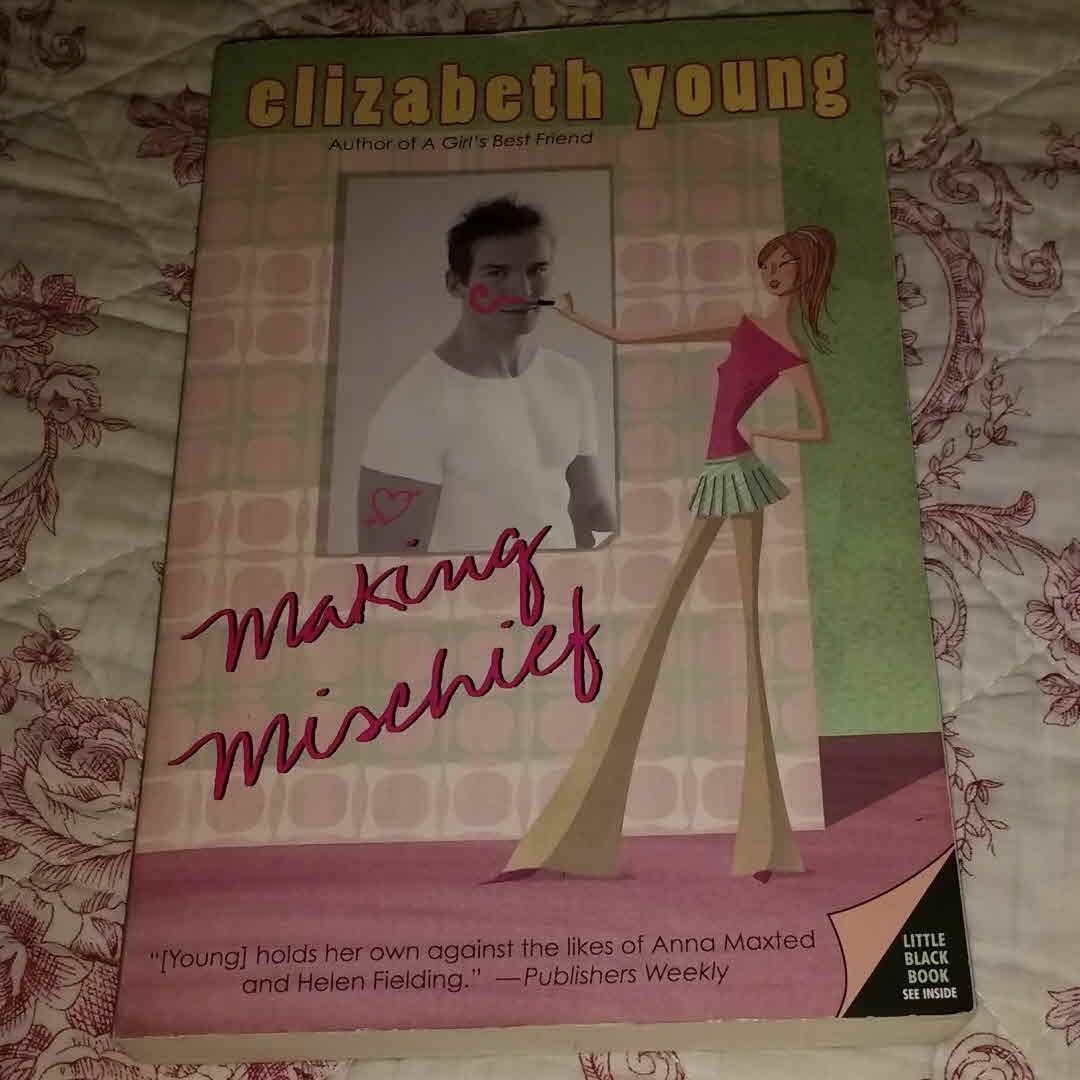 elizabeth young
Author of A Girl's Best Friend
Making
Mischief
"[Young] holds her own against the likes of Anna Maxted
and Helen Fielding." —Publishers Weekly
LITTLE
BLACK
BOOK
SEE INSIDE